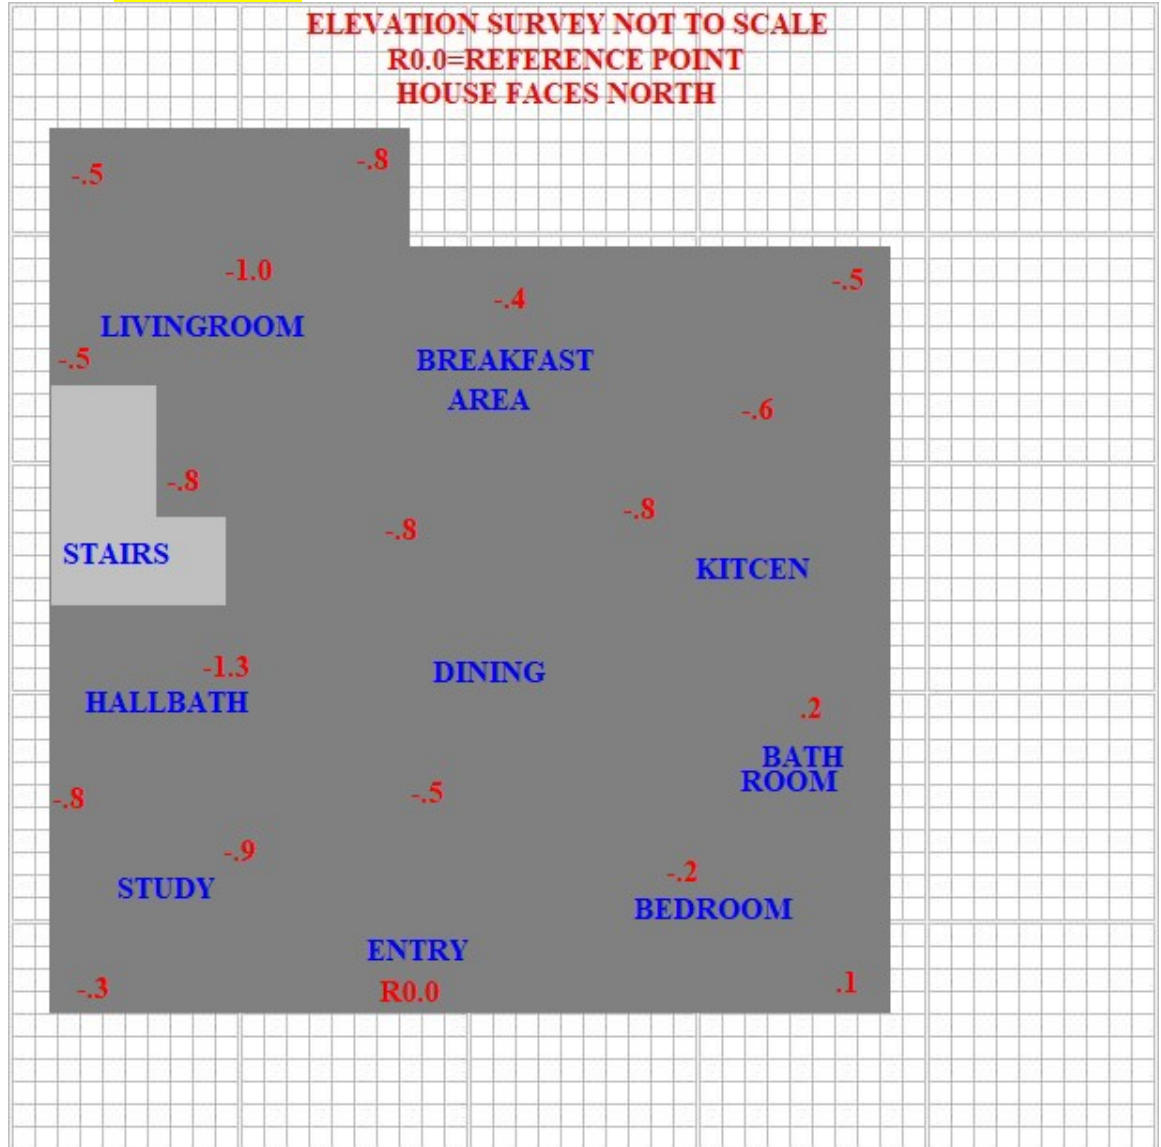 ELEVATION SURVEY NOT TO SCALE
R0.0=REFERENCE POINT
HOUSE FACES NORTH
-.5
-.8
-1.0
-.4
-.5
LIVINGROOM
-.5
BREAKFAST
AREA
-.6
-.8
-.8
-.8
STAIRS
KITCEN
-1.3
DINING
HALLBATH
.2
BATH
ROOM
-.8
-.5
-.9
-.2
STUDY
BEDROOM
ENTRY
-.3
R0.0
.1